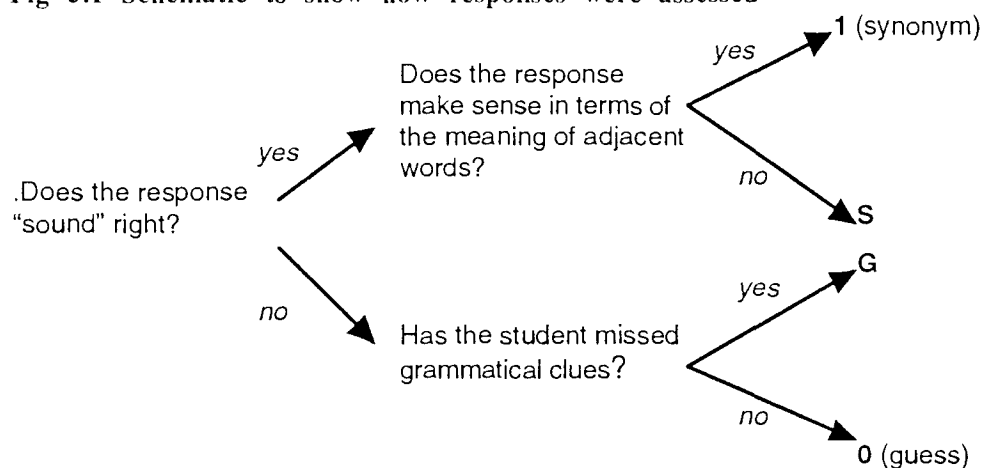 Fig 3.1 Schematic to show how responses were assessed
1 (synonym)
yes
Does the response
make sense in terms of
the meaning of adjacent
words?
yes
no
.Does the response
“sound” right?
S
G
yes
no
Has the student missed
grammatical clues?
no
0 (guess)